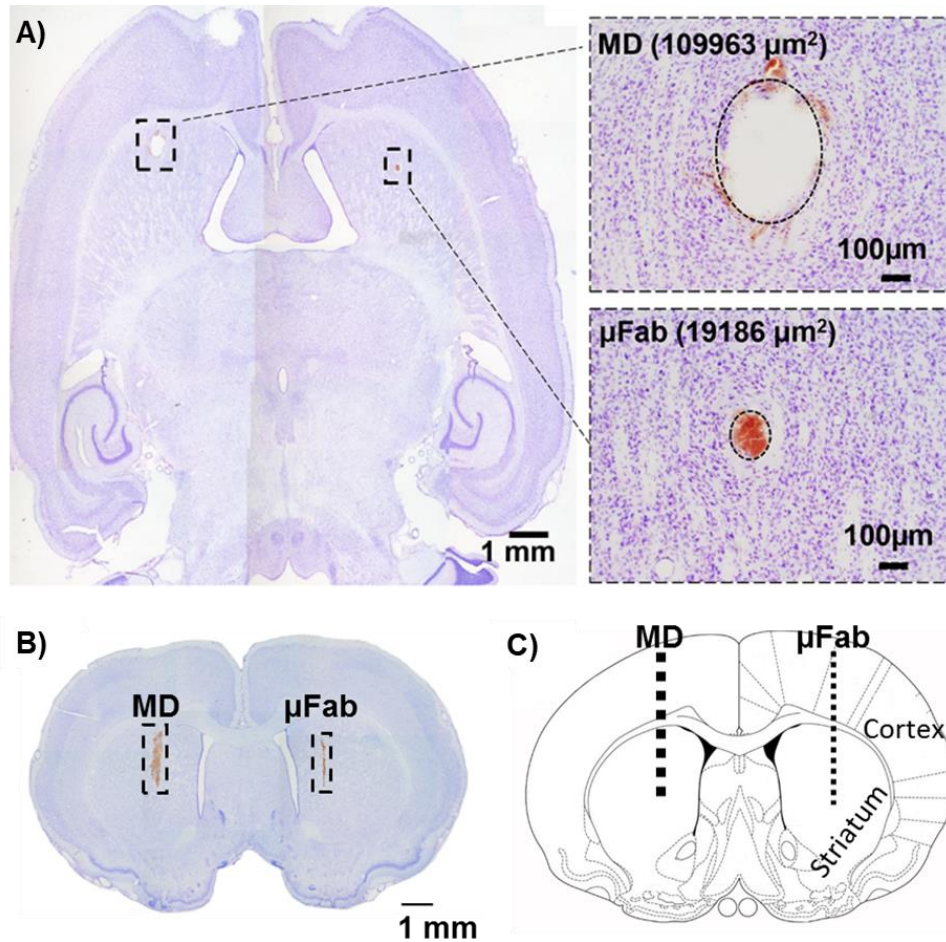 A)
MD (109963 µm²)
100µm
µFab (19186 µm²)
100µm
1 mm
B)
MD
µFab
1 mm
C)
MD
µFab
Cortex
Striatum